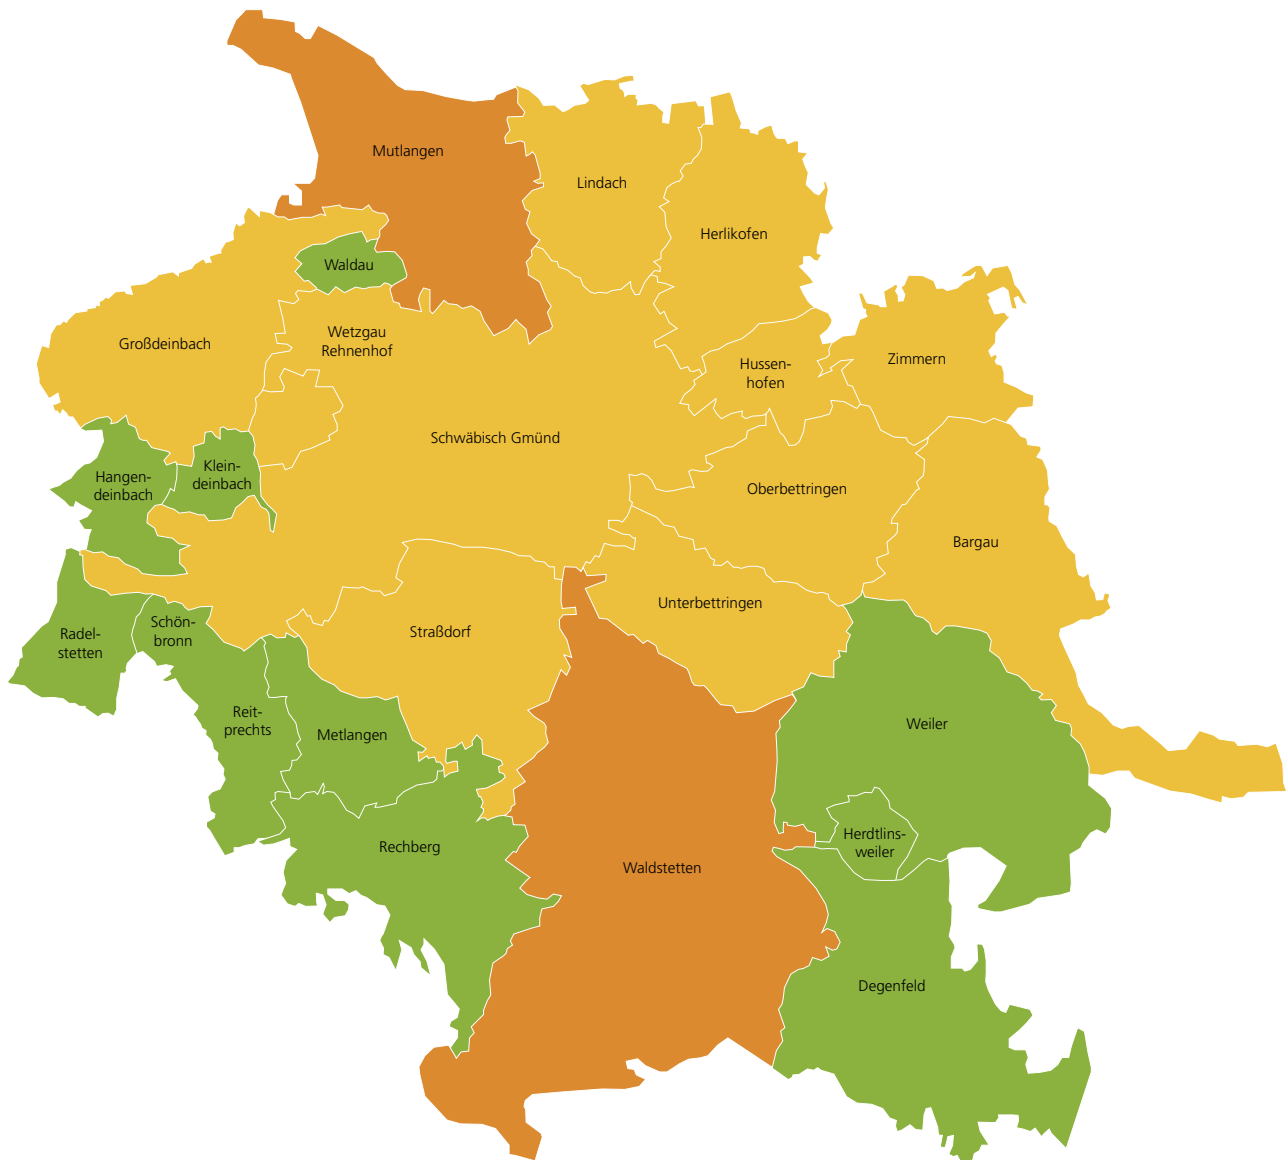 Mutlangen
Lindach
Herlikofen
Waldau
Großdeinbach
Wetzgau
Rehnenhof
Hussen-
hofen
Zimmern
Schwäbisch Gmünd
Hangen-
deinbach
Klein-
deinbach
Oberbettringen
Bargau
Unterbettringen
Radel-
stetten
Schön-
bronn
Straßdorf
Reit-
prechts
Metlangen
Weiler
Rechberg
Herdtlins-
weiler
Waldstetten
Degenfeld